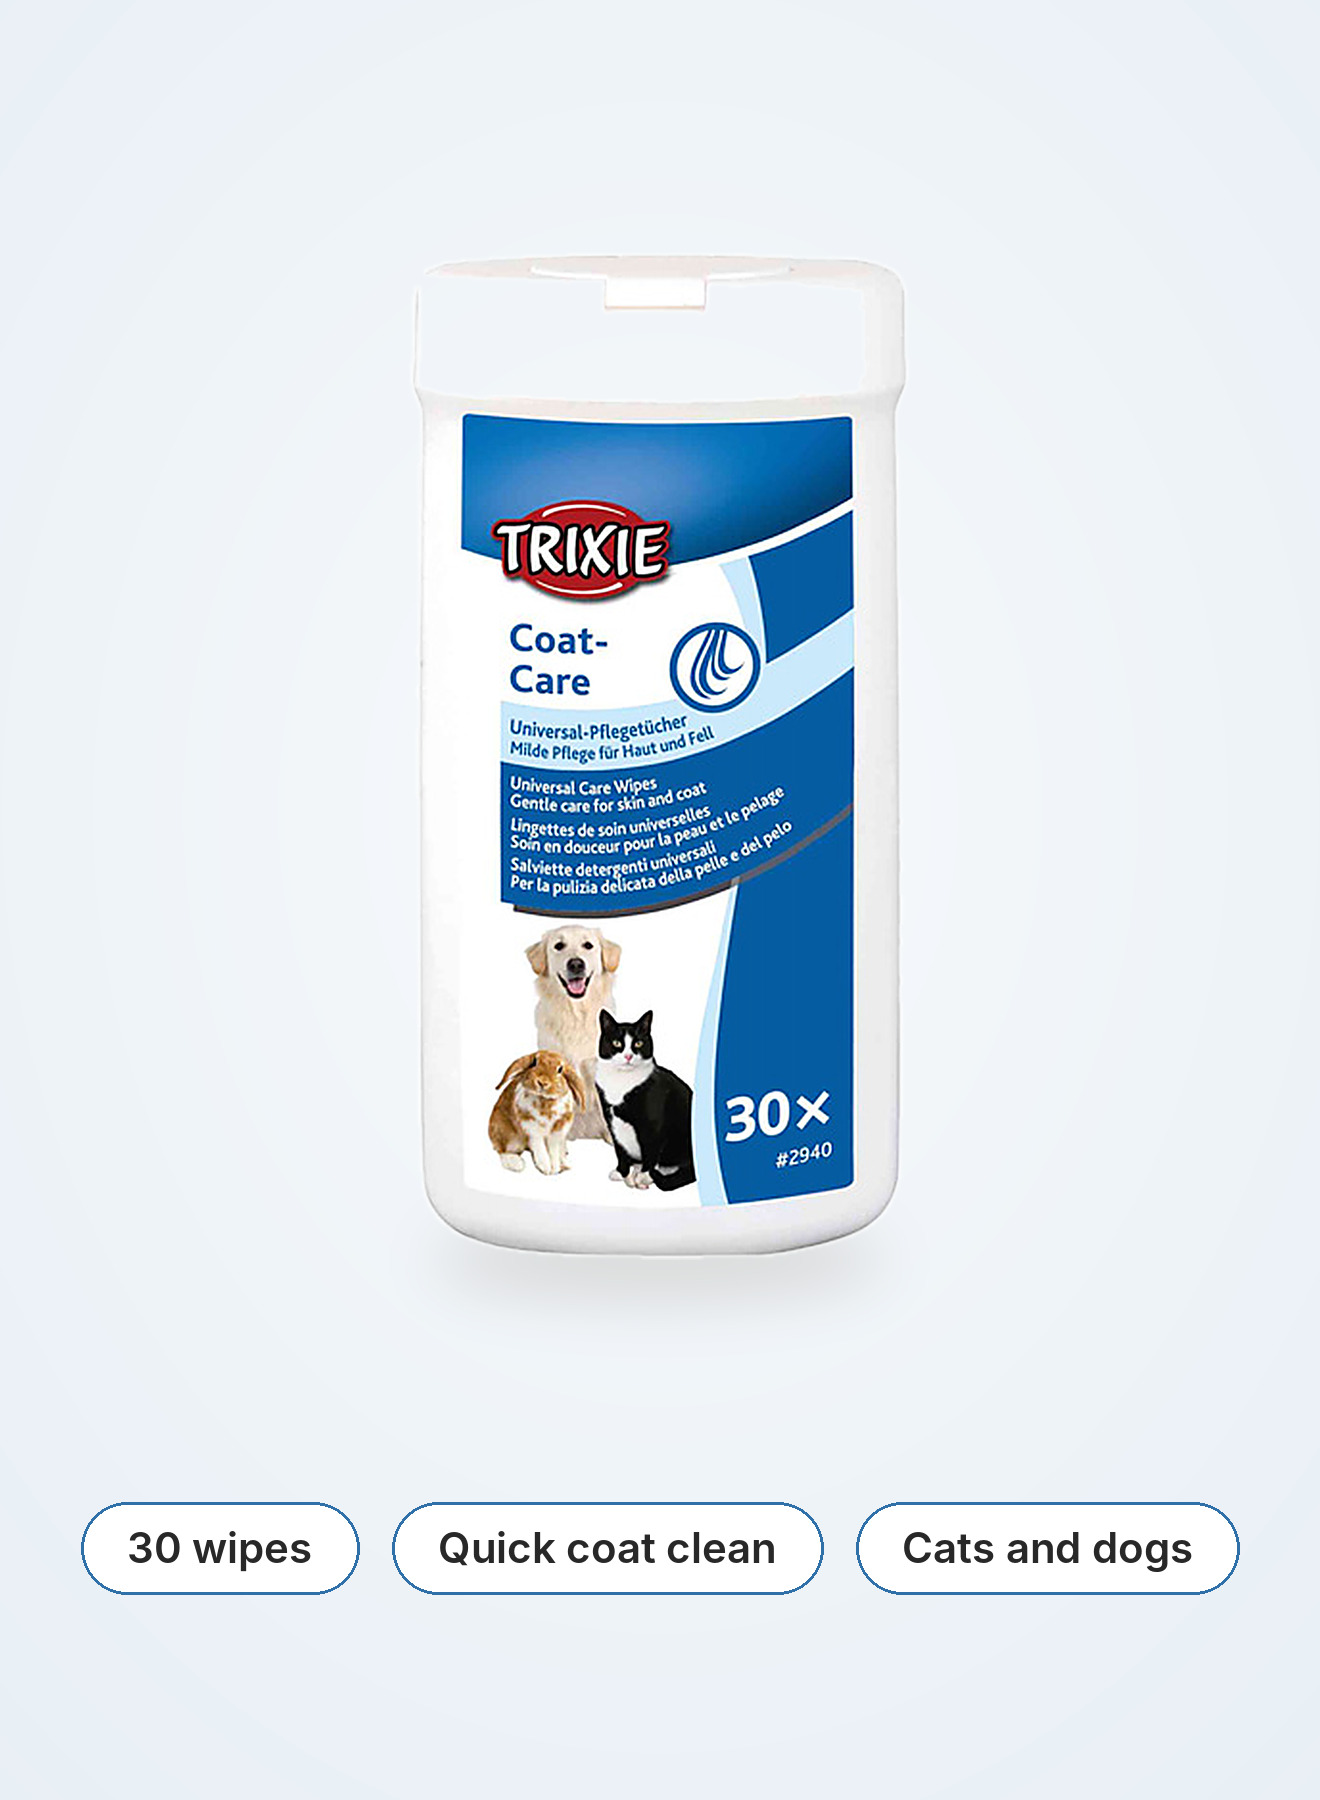 TRIXIE
Coat-
Care
Universal-Pflegetücher
Milde Pflege für Haut und Fell
Universal Care Wipes
Gentle care for skin and coat
Lingettes de soin universelles
Soin en douceur pour la peau et le pelage
Salviette detergenti universali
Per la pulizia delicata della pelle e del pelo
30×
#2940
30 wipes
Quick coat clean
Cats and dogs